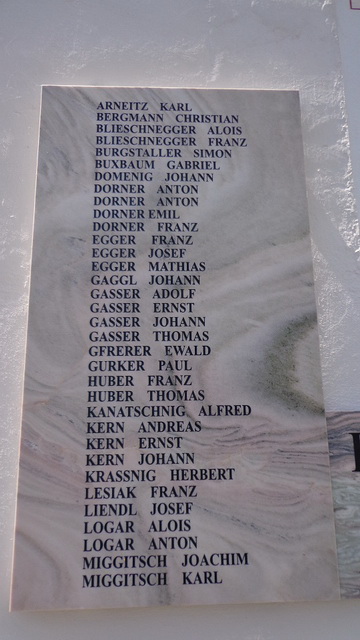 ARNEITZ KARL
BERGMANN CHRISTIAN
BLIESCHNEGGER ALOIS
BLIESCHNEGGER FRANZ
BURGSTALLER SIMON
BUXBAUM GABRIEL
DOMENIG JOHANN
DORNER ANTON
DORNER ANTON
DORNER EMIL
DORNER FRANZ
EGGER FRANZ
EGGER JOSEF
EGGER MATHIAS
GAGGL JOHANN
GASSER ADOLF
GASSER ERNST
GASSER JOHANN
GASSER THOMAS
GFRERER EWALD
GURKER PAUL
HUBER FRANZ
HUBER THOMAS
KANATSCHNIG ALFRED
KERN ANDREAS
KERN ERNST
KERN JOHANN
KRASSNIG HERBERT
LESIAK FRANZ
LIENDL JOSEF
LOGAR ALOIS
LOGAR ANTON
MIGGITSCH JOACHIM
MIGGITSCH KARL